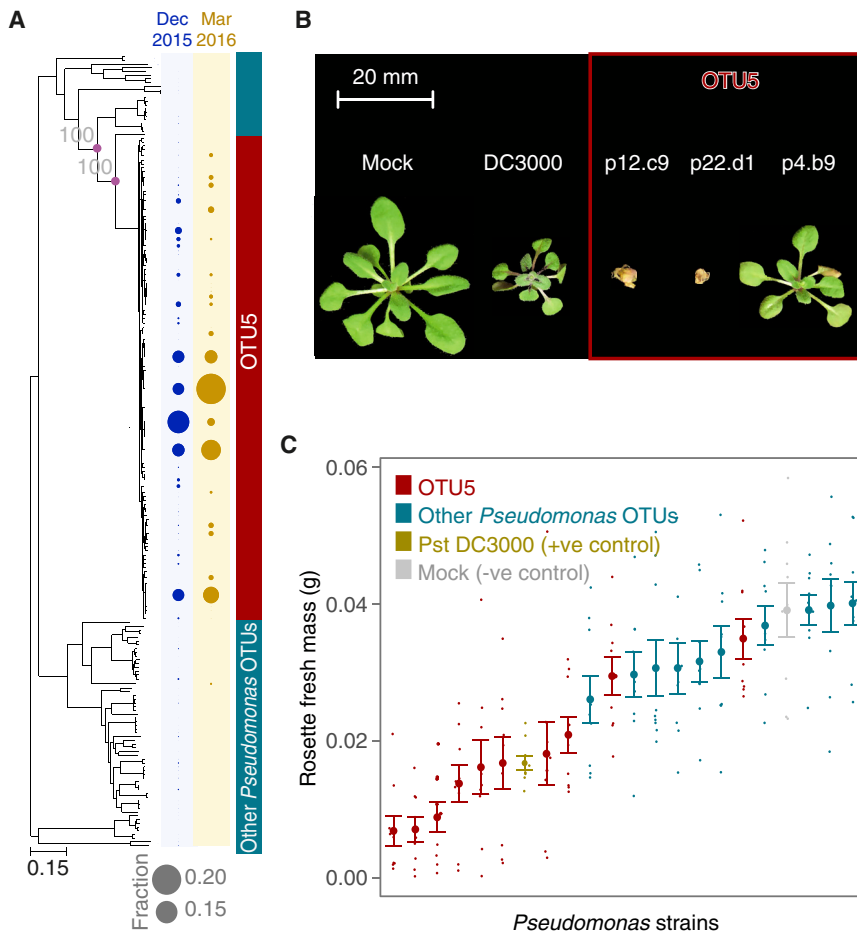 A
Dec
2015
Mar
2016
100
100
OTU5
Other Pseudomonas OTUs
0.15
Fraction
0.20
0.15
B
20 mm
OTU5
Mock
DC3000
p12.c9
p22.d1
p4.b9
C
0.06
0.04
0.02
0.00
Rosette fresh mass (g)
OTU5
Other Pseudomonas OTUs
Pst DC3000 (+ve control)
Mock (-ve control)
Pseudomonas strains